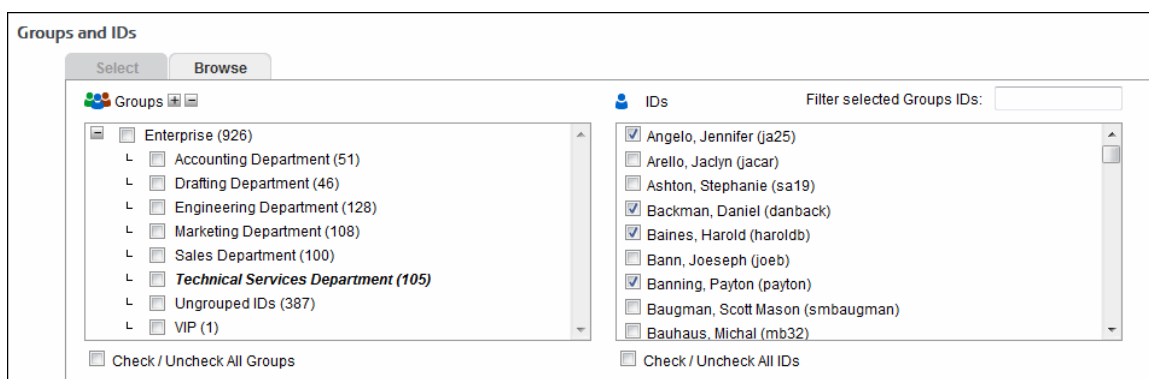 Groups and IDs
Select Browse
Groups
IDs Filter selected Groups IDs:
Enterprise (926)
Accounting Department (51)
Drafting Department (46)
Engineering Department (128)
Marketing Department (108)
Sales Department (100)
Technical Services Department (105)
Ungrouped IDs (387)
VIP (1)
Check / Uncheck All Groups
Angelo, Jennifer (ja25)
Arello, Jaclyn (jacar)
Ashton, Stephanie (sa19)
Backman, Daniel (danback)
Baines, Harold (haroldb)
Bann, Joeseph (joeb)
Banning, Payton (payton)
Baugman, Scott Mason (smbaugman)
Bauhaus, Michal (mb32)
Check / Uncheck All IDs